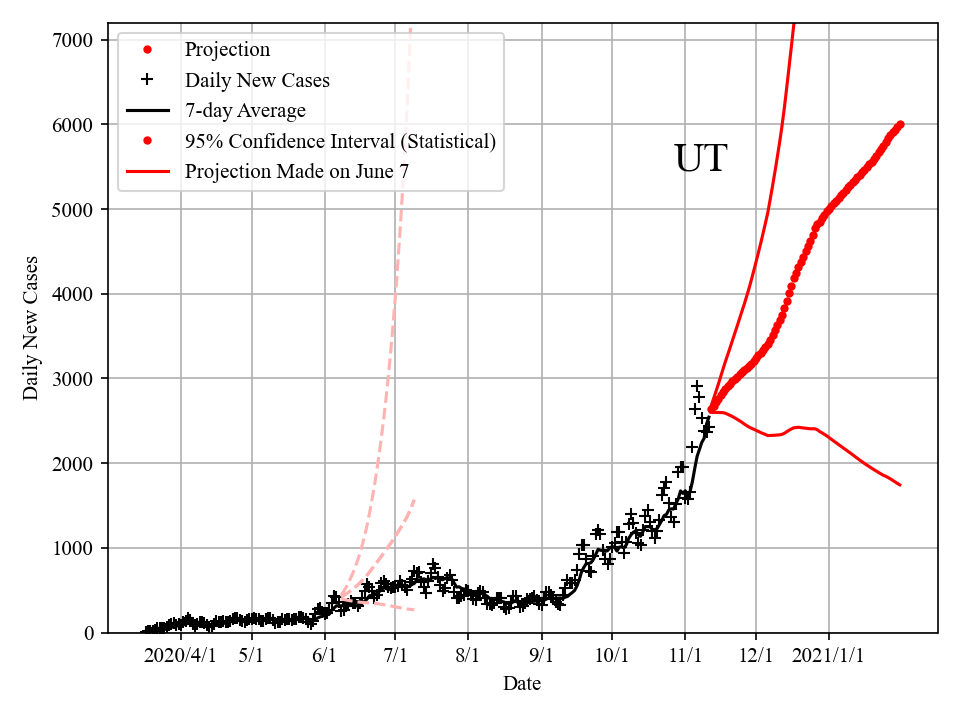 7000
6000
5000
4000
3000
2000
1000
0
Daily New Cases
Projection
Daily New Cases
7-day Average
95% Confidence Interval (Statistical)
Projection Made on June 7
UT
2020/4/1 5/1 6/1 7/1 8/1 9/1 10/1 11/1 12/1 2021/1/1
Date